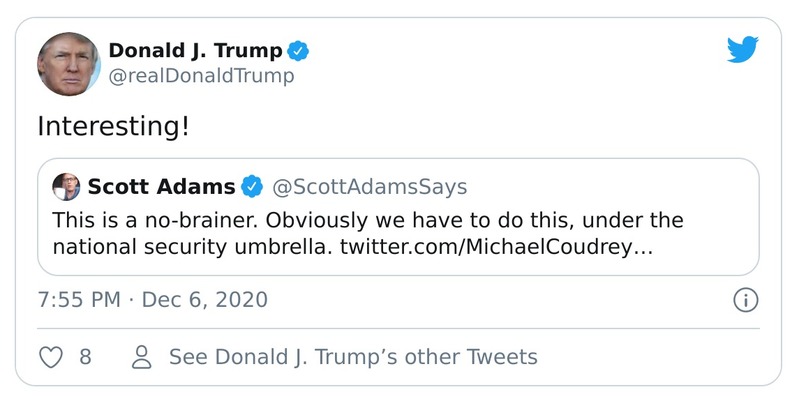 Donald J. Trump
@realDonaldTrump
Interesting!
Scott Adams @ScottAdamsSays
This is a no-brainer. Obviously we have to do this, under the
national security umbrella. twitter.com/MichaelCoudrey…
7:55 PM · Dec 6, 2020
8 See Donald J. Trump’s other Tweets